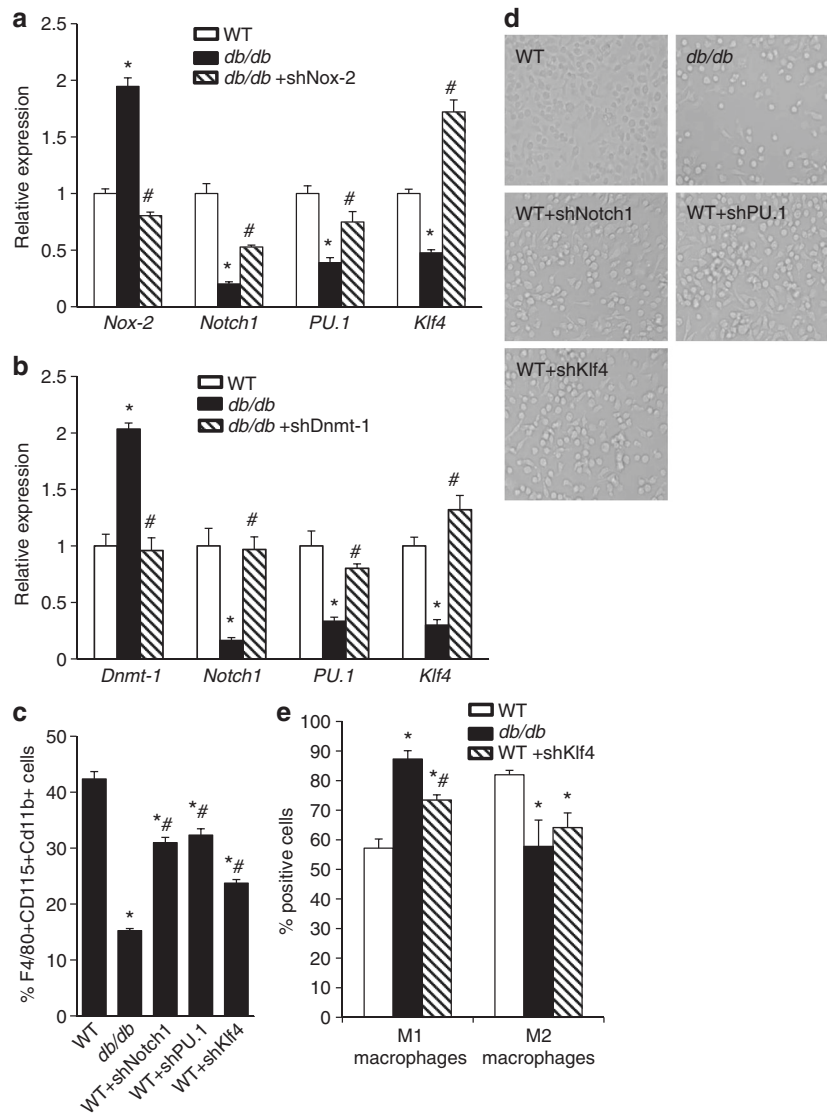 a
WT
db/db
db/db +shNox-2
Relative expression
2.5
2
1.5
1
0.5
0
*
#
*
#
*
#
*
#
Nox-2 Notch1 PU.1 Klf4
b
WT
db/db
db/db +shDnmt-1
Relative expression
2.5
2
1.5
1
0.5
0
*
#
*
#
*
#
*
#
Dnmt-1 Notch1 PU.1 Klf4
c
% F4/80+CD115+Cd11b+ cells
50
40
30
20
10
0
*
*#
*#
*#
WT
db/db
WT+shNotch1
WT+shPU.1
WT+shKlf4
d
WT
db/db
WT+shNotch1
WT+shPU.1
WT+shKlf4
e
WT
db/db
WT +shKlf4
% positive cells
100
90
80
70
60
50
40
30
20
10
0
*
*#
*
*
M1
macrophages
M2
macrophages